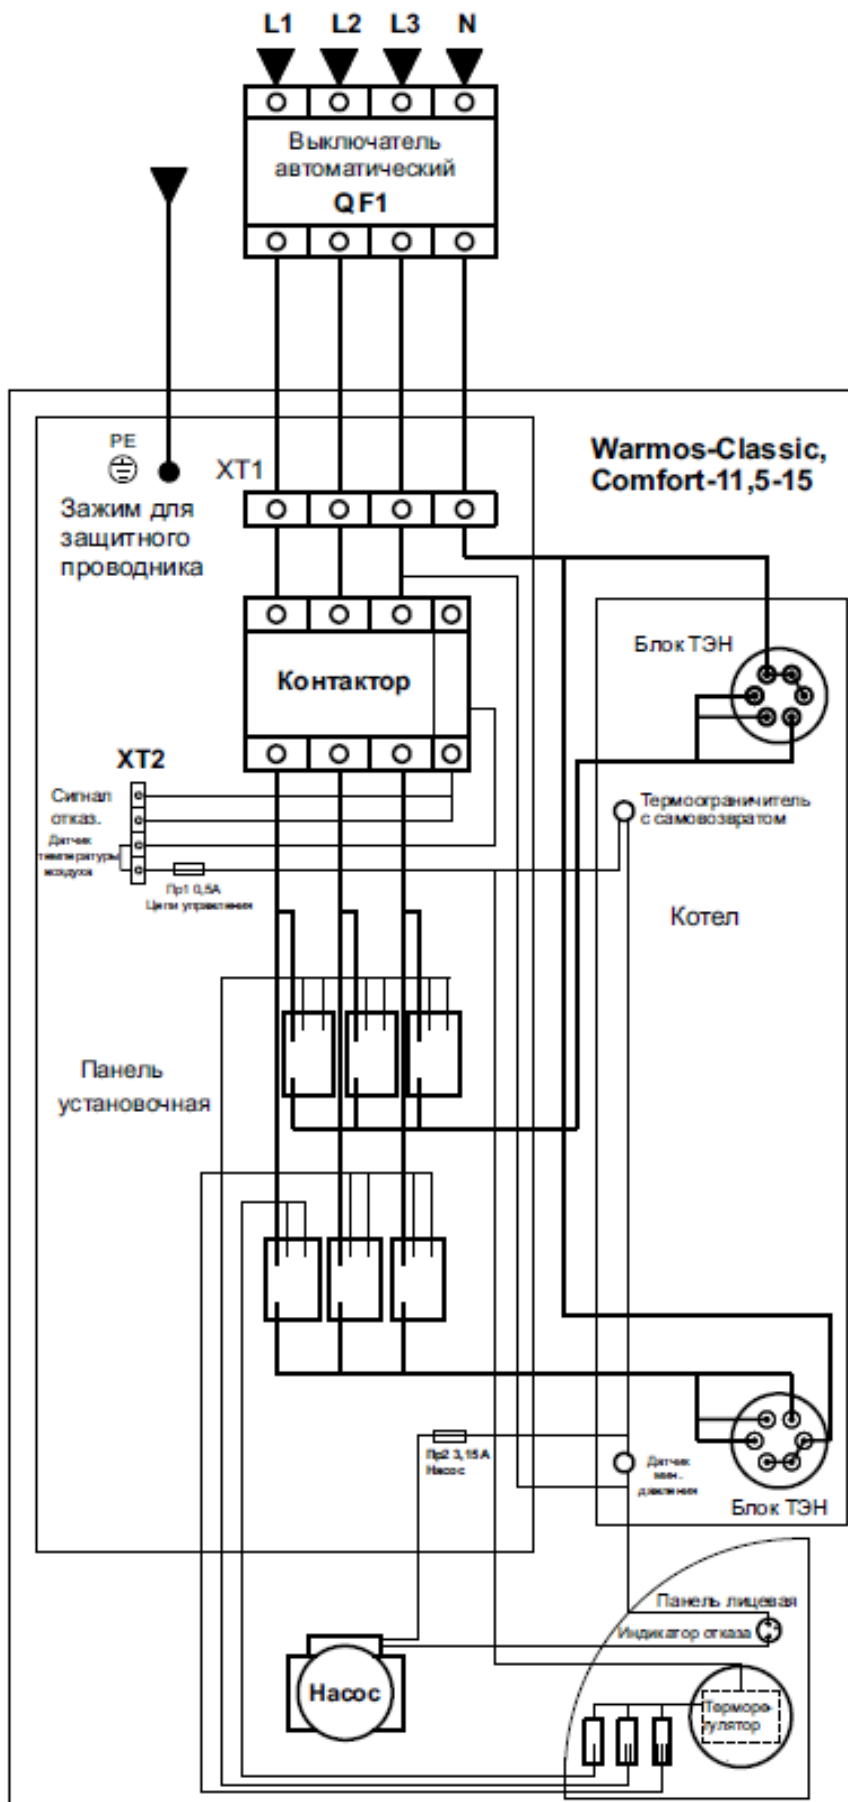 L1 L2 L3 N
Выключатель
автоматический
QF1
PE
XT1
Зажим для
защитного
проводника
Warmos-Classic,
Comfort-11,5-15
Контактор
Блок ТЭН
XT2
Сигнал
отказ.
Датчик
температуры
воздуха
Пр1 0,5А
Цепи управления
Термоограничитель
с самовозвратом
Котел
Панель
установочная
Пр2 3,15А
Насос
Датчик
мин.
давления
Блок ТЭН
Панель лицевая
Индикатор отказа
Насос
Терморе-
гулятор